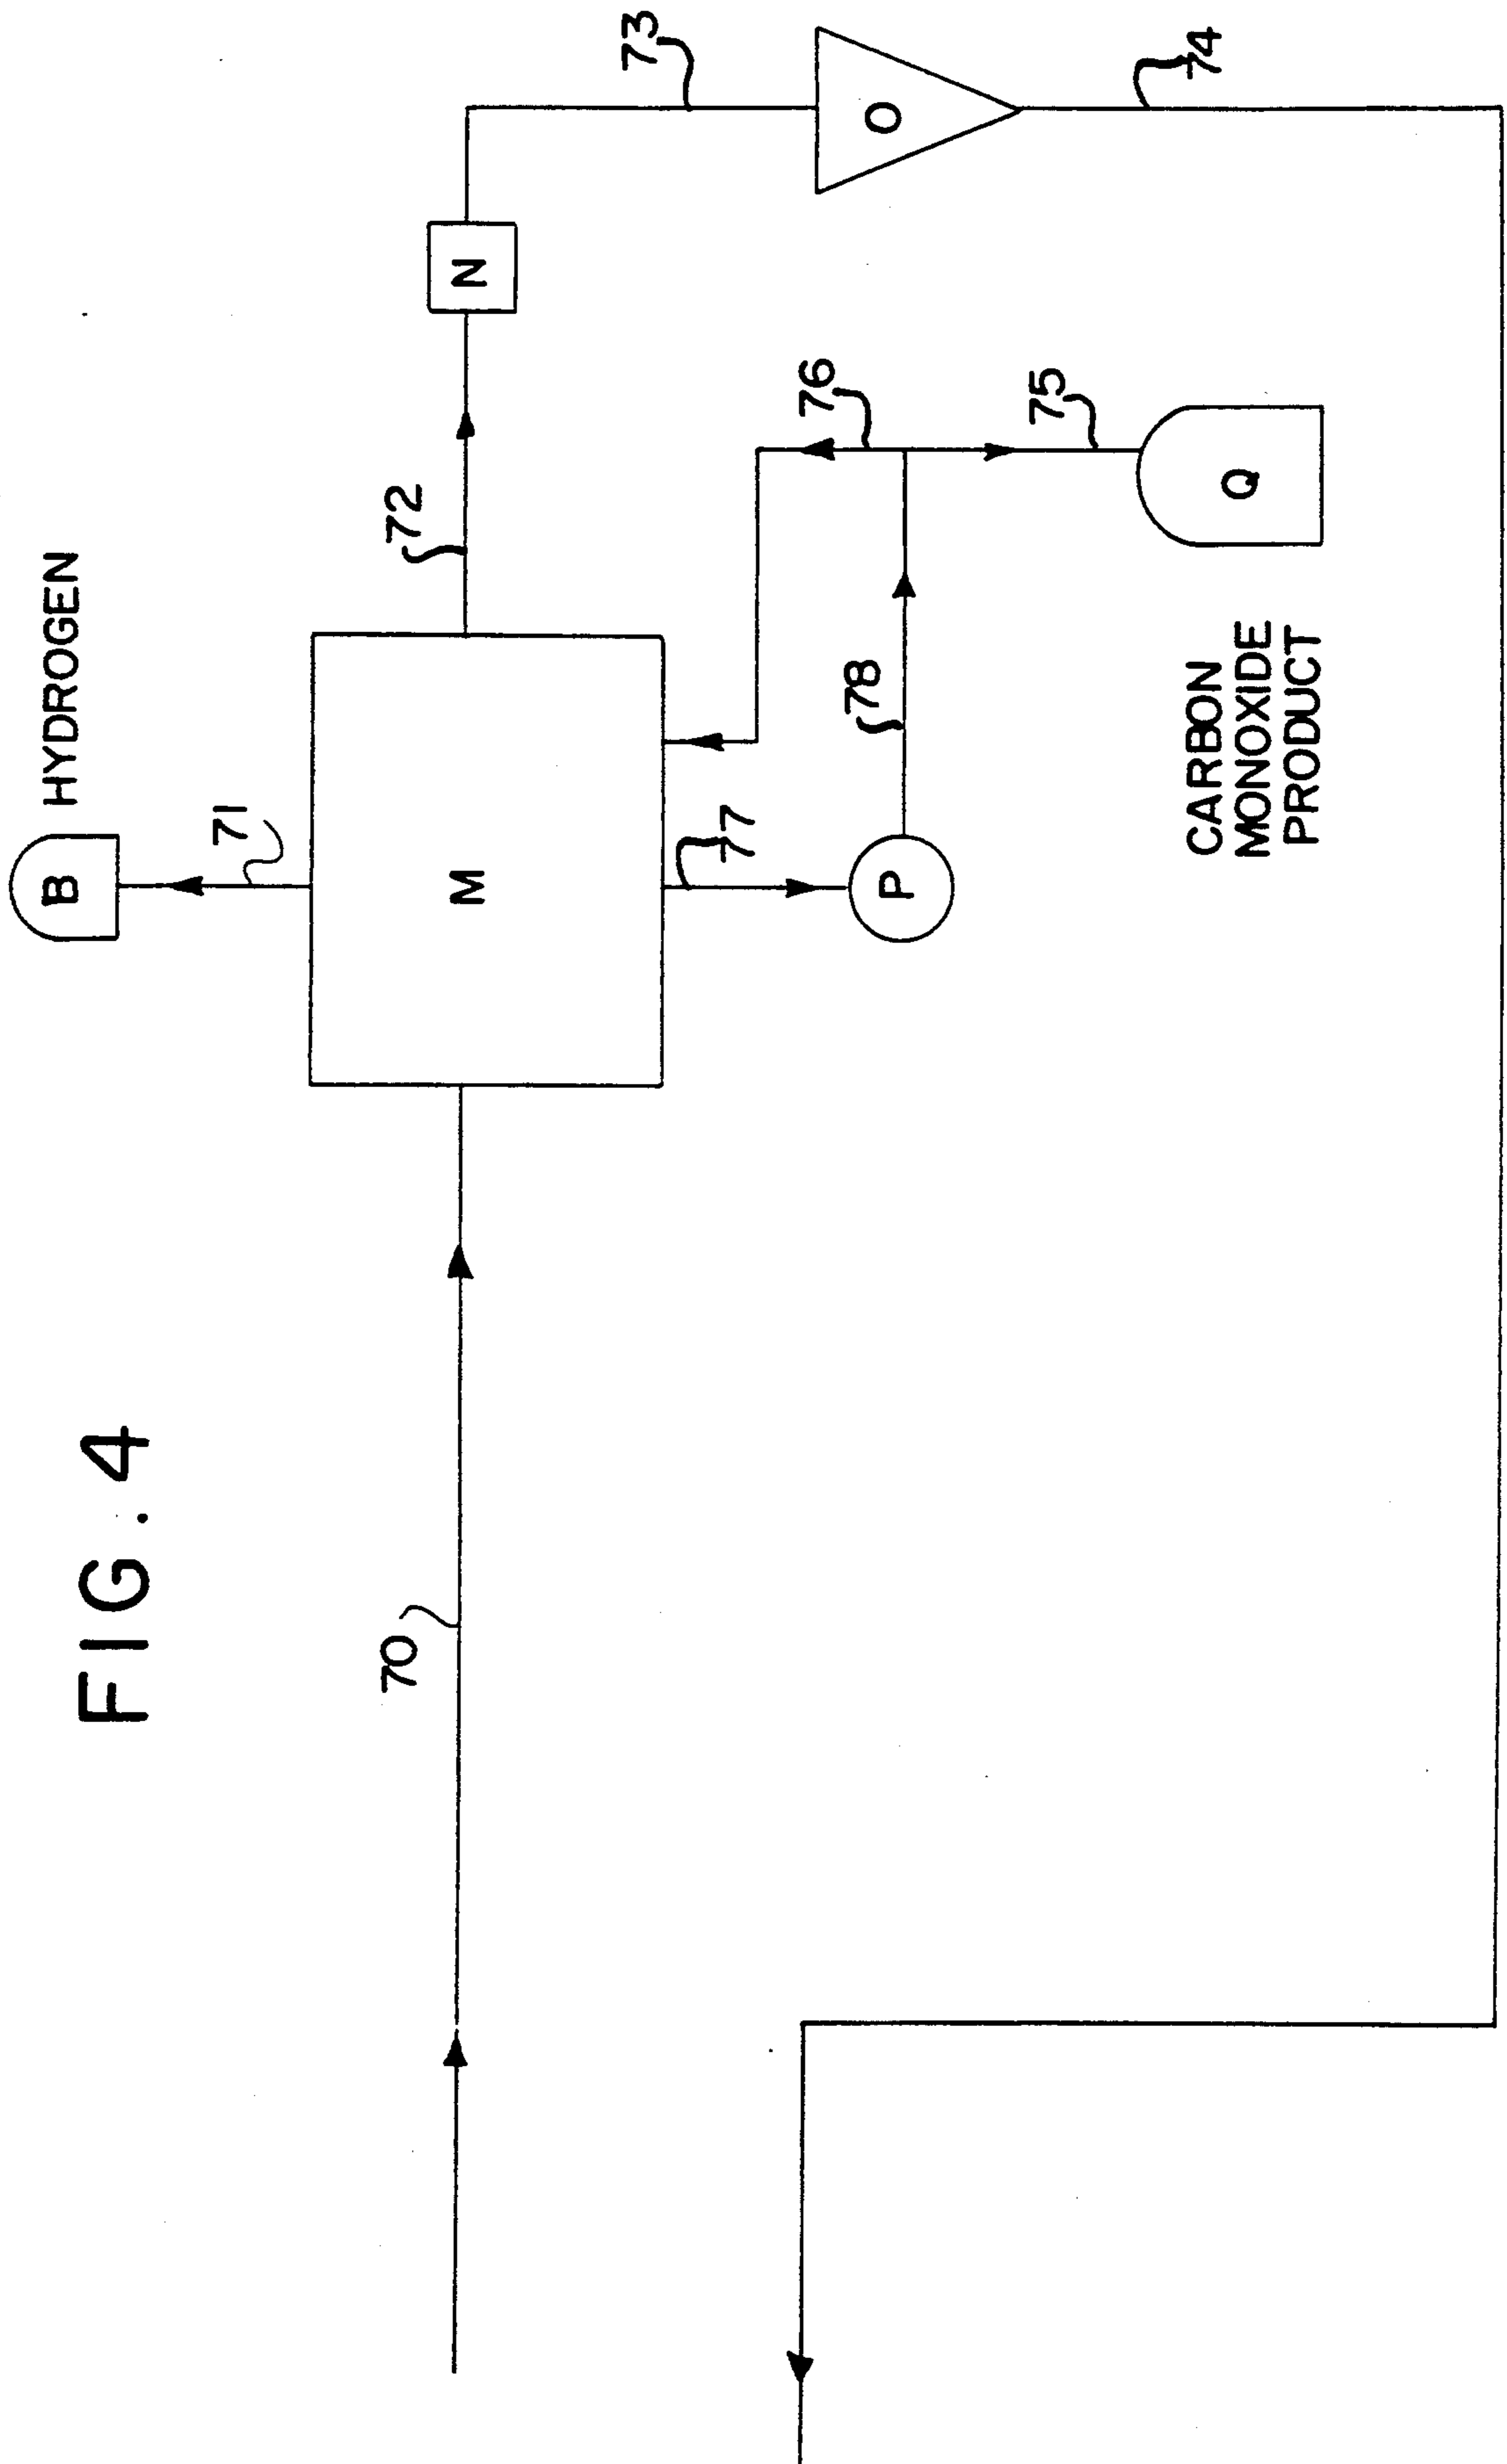 FIG. 4
B HYDROGEN
71
70
72
M
N
73
77
76
78
P
O
75
74
Q
CARBON
MONOXIDE
PRODUCT